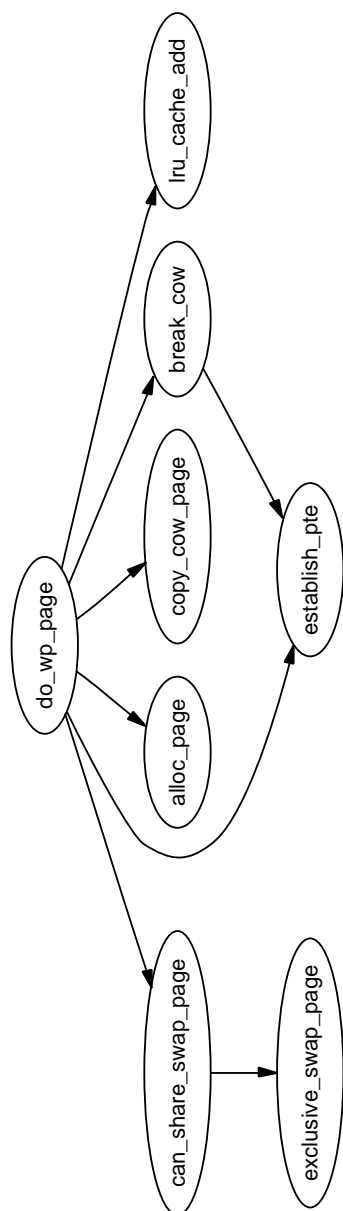 do_wp_page
can_share_swap_page
alloc_page
copy_cow_page
break_cow
lru_cache_add
exclusive_swap_page
establish_pte